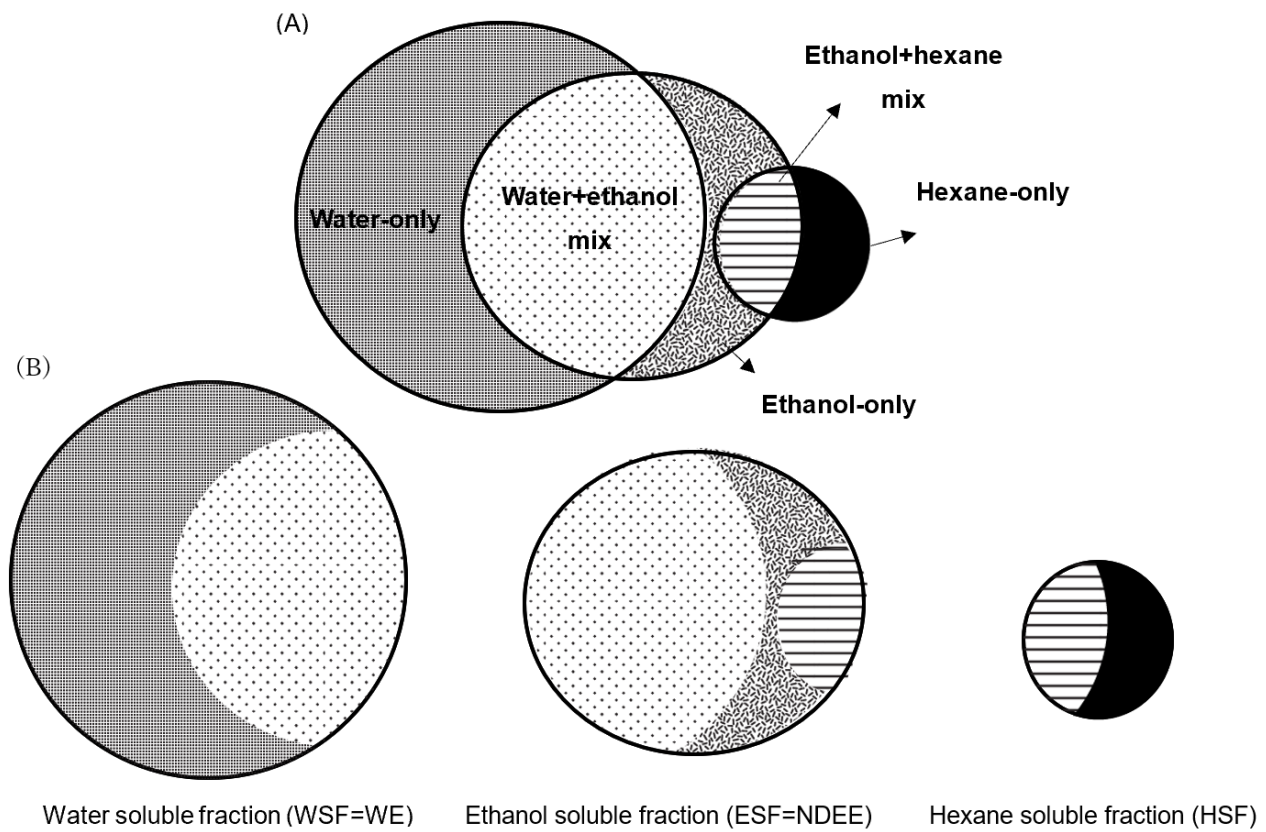 (A)
Ethanol+hexane
mix
Water-only
Water+ethanol
mix
Hexane-only
Ethanol-only
(B)
Water soluble fraction (WSF=WE)
Ethanol soluble fraction (ESF=NDEE)
Hexane soluble fraction (HSF)